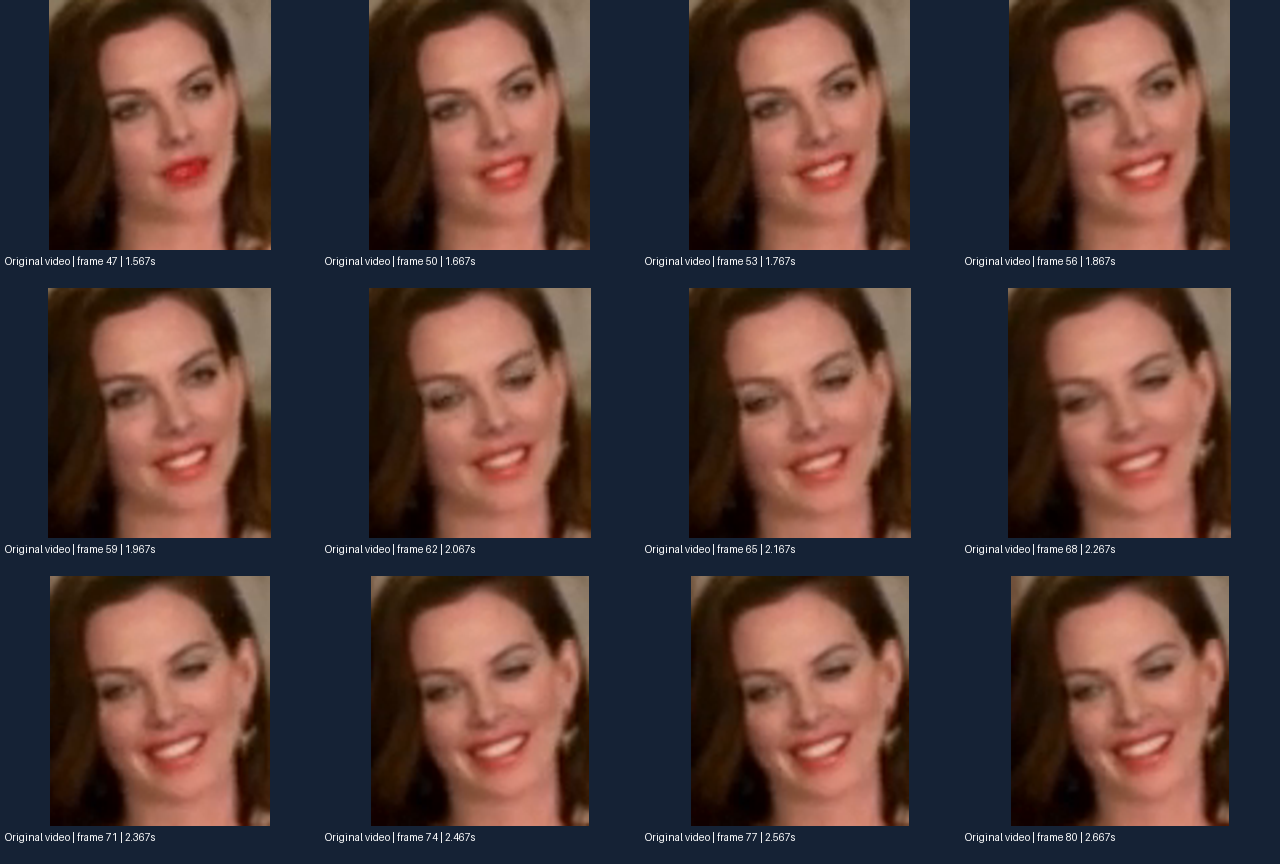 Original video | frame 47 | 1.567s
Original video | frame 50 | 1.667s
Original video | frame 53 | 1.767s
Original video | frame 56 | 1.867s
Original video | frame 59 | 1.967s
Original video | frame 62 | 2.067s
Original video | frame 65 | 2.167s
Original video | frame 68 | 2.267s
Original video | frame 71 | 2.367s
Original video | frame 74 | 2.467s
Original video | frame 77 | 2.567s
Original video | frame 80 | 2.667s